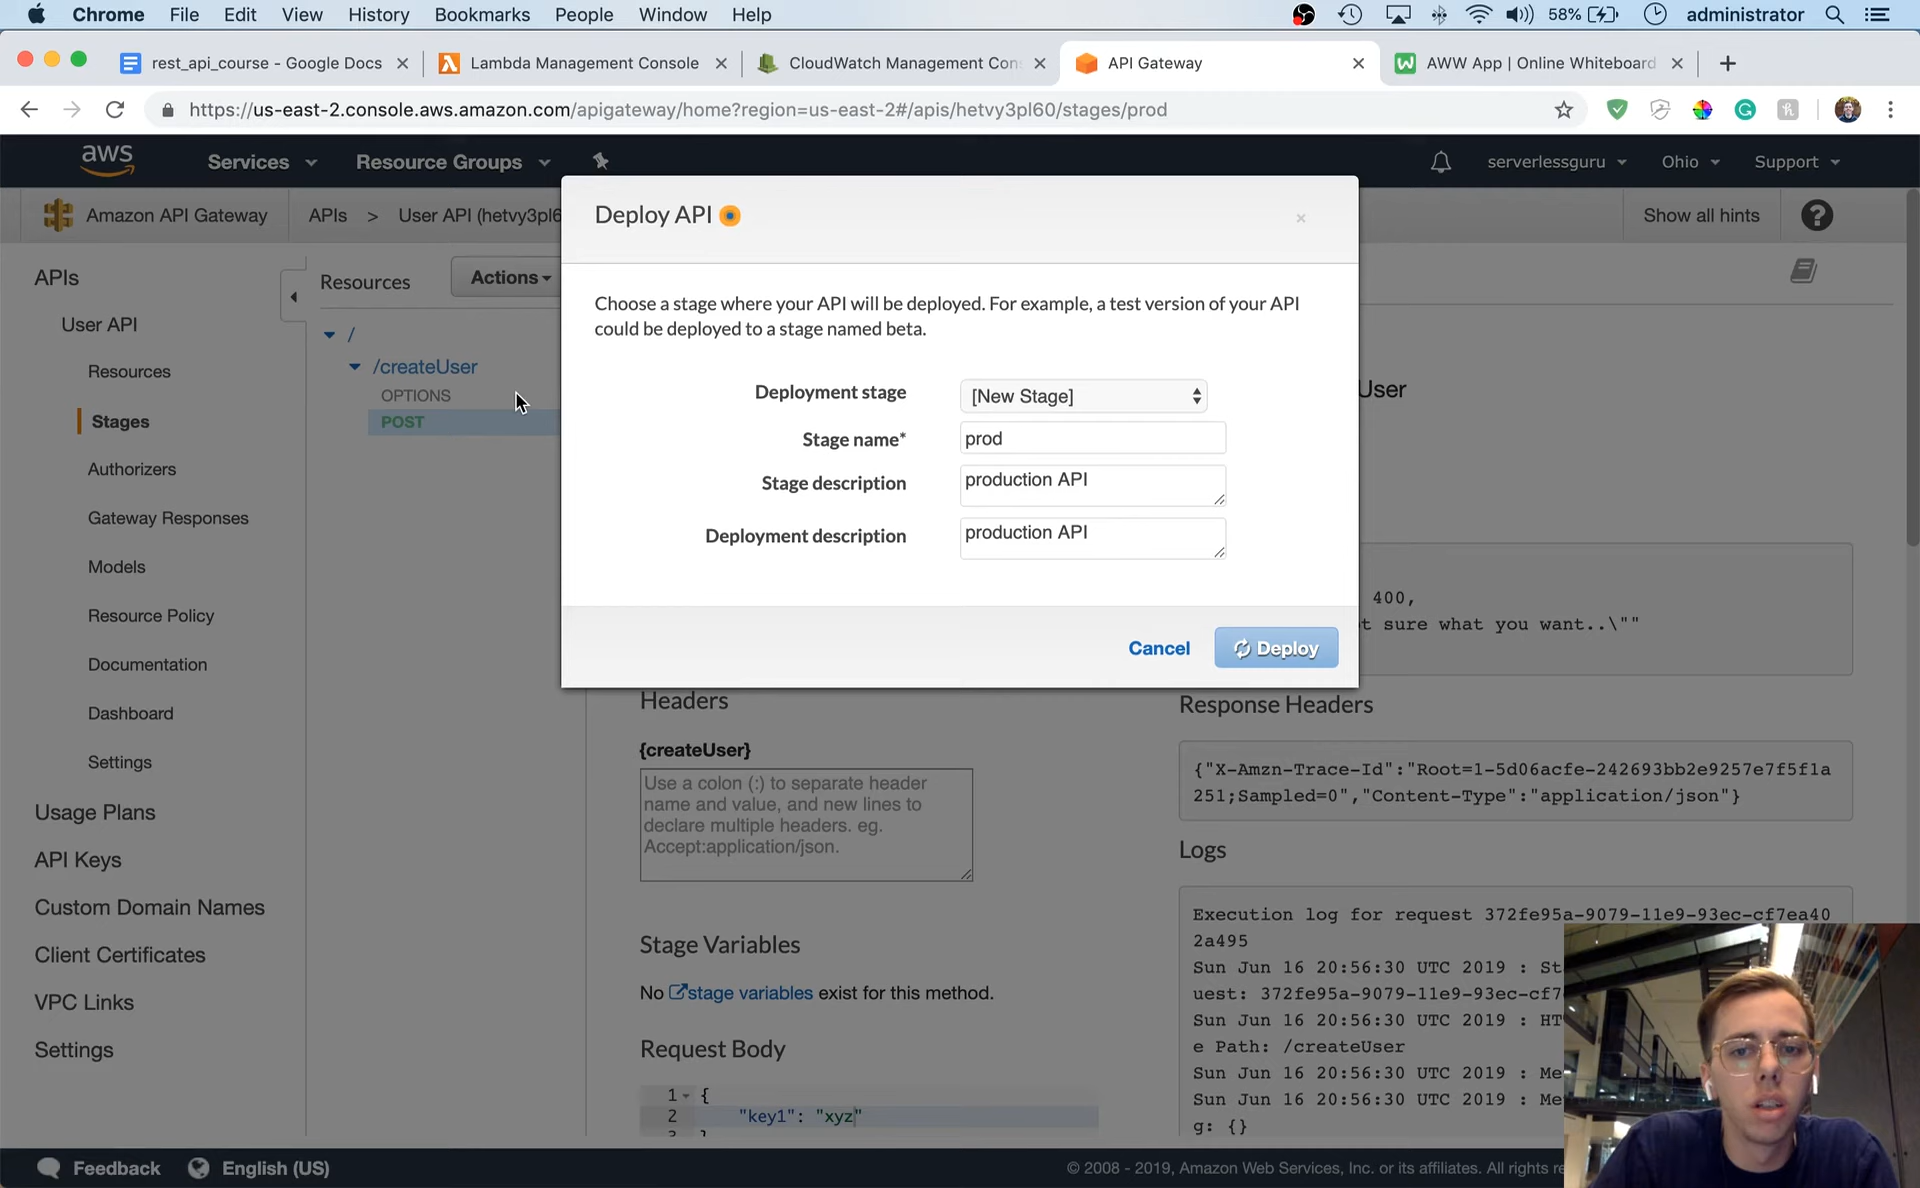 Chrome File Edit View History Bookmarks People Window Help 58% administrator
rest_api_course - Google Docs Lambda Management Console CloudWatch Management Con API Gateway AWW App | Online Whiteboard
https://us-east-2.console.aws.amazon.com/apigateway/home?region=us-east-2#/apis/hetvy3pl60/stages/prod
aws Services Resource Groups serverlessguru Ohio Support
Amazon API Gateway APIs > User API (hetvy3pl6 Show all hints ?
Deploy API
Choose a stage where your API will be deployed. For example, a test version of your API
could be deployed to a stage named beta.
Deployment stage [New Stage]
Stage name* prod
Stage description production API
Deployment description production API
Cancel Deploy
APIs
User API
Resources
Stages
Authorizers
Gateway Responses
Models
Resource Policy
Documentation
Dashboard
Settings
Usage Plans
API Keys
Custom Domain Names
Client Certificates
VPC Links
Settings
Resources Actions
/
/createUser
OPTIONS
POST
User
400,
t sure what you want..\""
Headers
{createUser}
Use a colon (:) to separate header
name and value, and new lines to
declare multiple headers. eg.
Accept:application/json.
Stage Variables
No stage variables exist for this method.
Request Body
1 {
2 "key1": "xyz"
3 }
Response Headers
{"X-Amzn-Trace-Id":"Root=1-5d06acfe-242693bb2e9257e7f5f1a
251;Sampled=0","Content-Type":"application/json"}
Logs
Execution log for request 372fe95a-9079-11e9-93ec-cf7ea40
2a495
Sun Jun 16 20:56:30 UTC 2019 : St
uest: 372fe95a-9079-11e9-93ec-cf7
Sun Jun 16 20:56:30 UTC 2019 : HT
e Path: /createUser
Sun Jun 16 20:56:30 UTC 2019 : Me
Sun Jun 16 20:56:30 UTC 2019 : Me
g: {}
Feedback English (US) © 2008 - 2019, Amazon Web Services, Inc. or its affiliates. All rights re